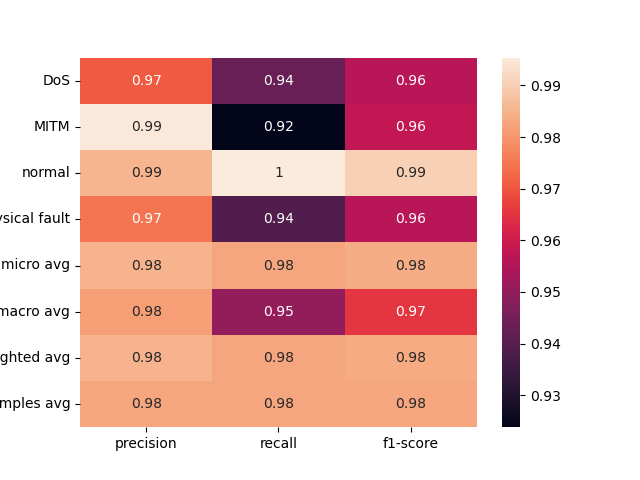 DoS 0.97 0.94 0.96
MITM 0.99 0.92 0.96
normal 0.99 1 0.99
ysical fault 0.97 0.94 0.96
micro avg 0.98 0.98 0.98
macro avg 0.98 0.95 0.97
ghted avg 0.98 0.98 0.98
mples avg 0.98 0.98 0.98
precision recall f1-score
0.99
0.98
0.97
0.96
0.95
0.94
0.93